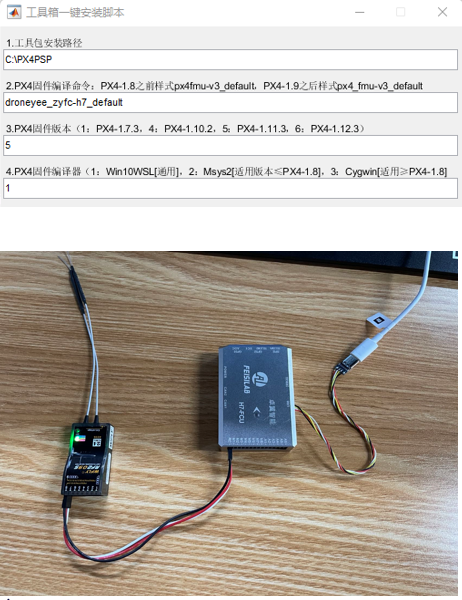 工具箱一键安装脚本
1.工具包安装路径
C:\PX4PSP
2.PX4固件编译命令：PX4-1.8之前样式px4fmu-v3_default，PX4-1.9之后样式px4_fmu-v3_default
droneyee_zyfc-h7_default
3.PX4固件版本（1：PX4-1.7.3，4：PX4-1.10.2，5：PX4-1.11.3，6：PX4-1.12.3）
5
4.PX4固件编译器（1：Win10WSL[通用]，2：Msys2[适用版本≤PX4-1.8]，3：Cygwin[适用≥PX4-1.8]
1
FEISILAB
H7-FCU